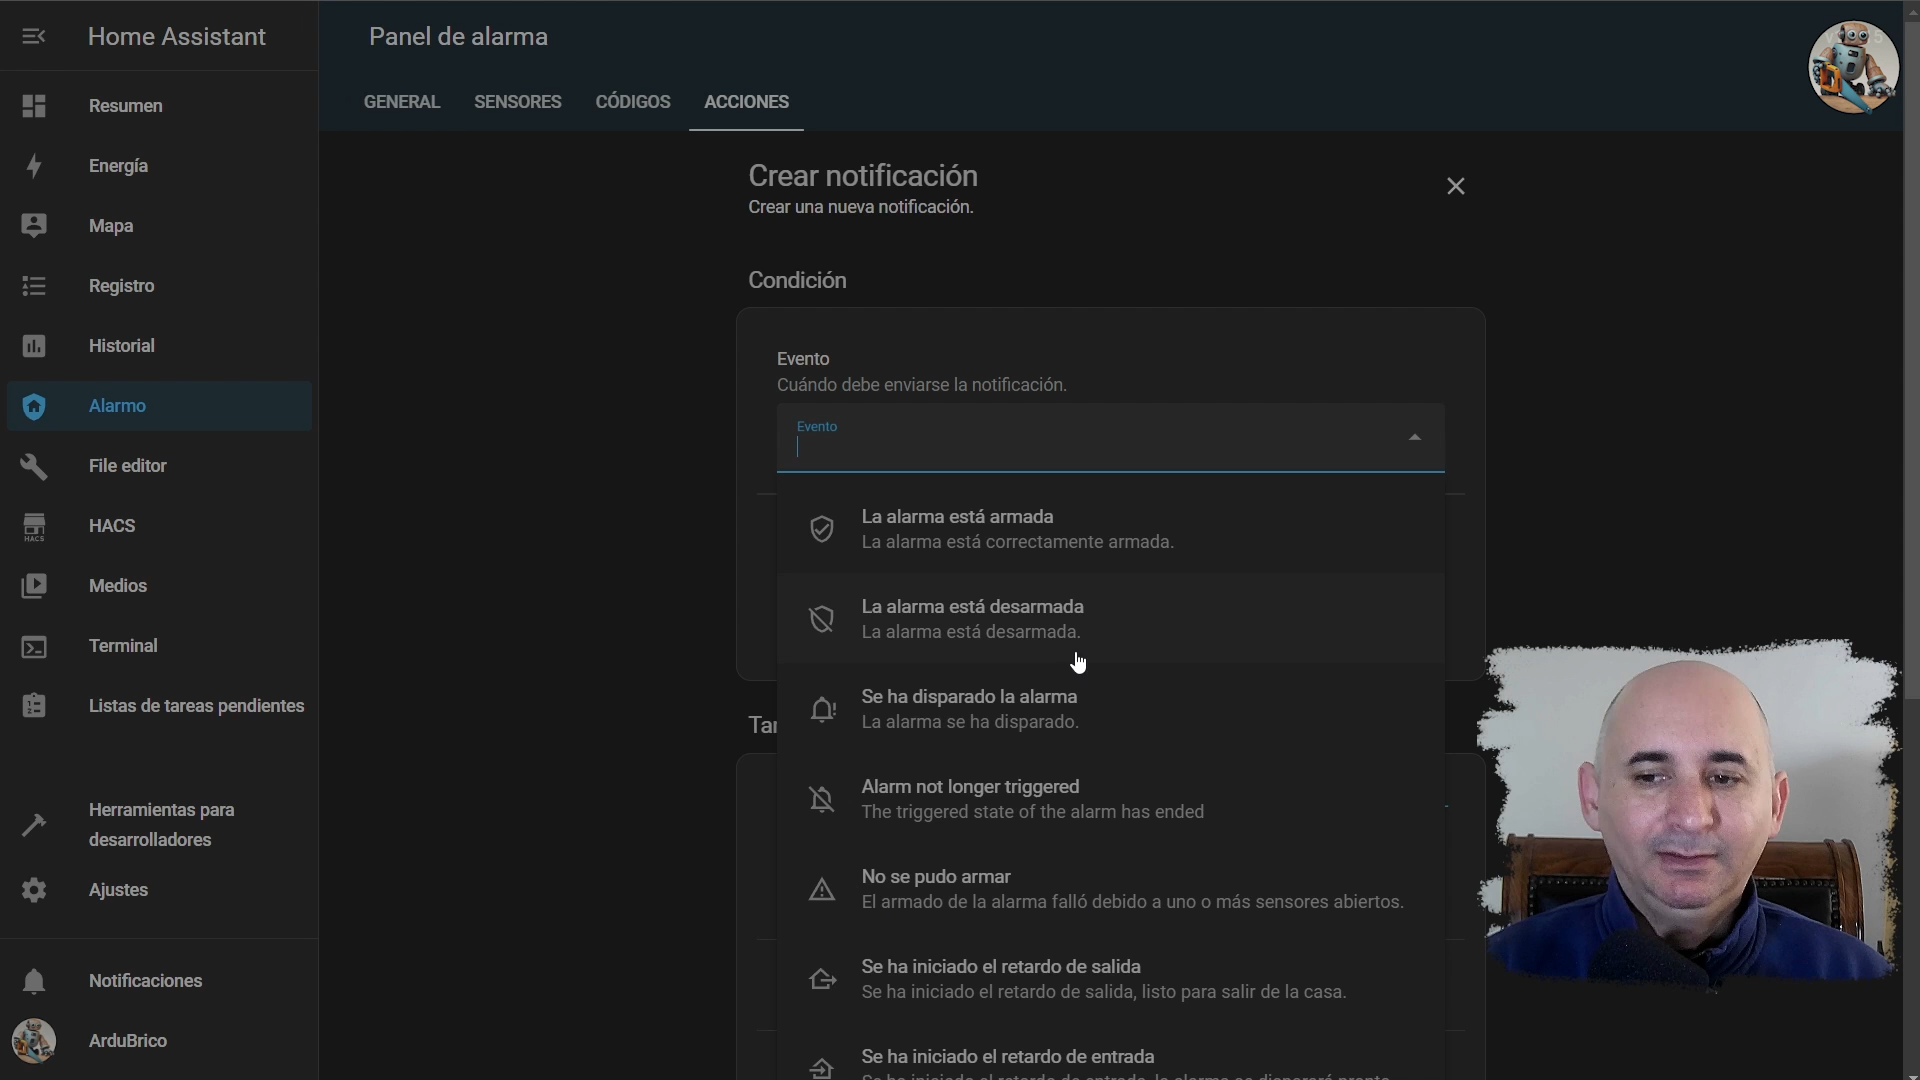 Home Assistant
Panel de alarma
GENERAL
SENSORES
CÓDIGOS
ACCIONES
Resumen
Energía
Mapa
Registro
Historial
Alarmo
File editor
HACS
HACS
Medios
Terminal
Listas de tareas pendientes
Herramientas para
desarrolladores
Ajustes
Notificaciones
ArduBrico
Crear notificación
Crear una nueva notificación.
Condición
Evento
Cuándo debe enviarse la notificación.
Evento
La alarma está armada
La alarma está correctamente armada.
La alarma está desarmada
La alarma está desarmada.
Se ha disparado la alarma
La alarma se ha disparado.
Alarm not longer triggered
The triggered state of the alarm has ended
No se pudo armar
El armado de la alarma falló debido a uno o más sensores abiertos.
Se ha iniciado el retardo de salida
Se ha iniciado el retardo de salida, listo para salir de la casa.
Se ha iniciado el retardo de entrada